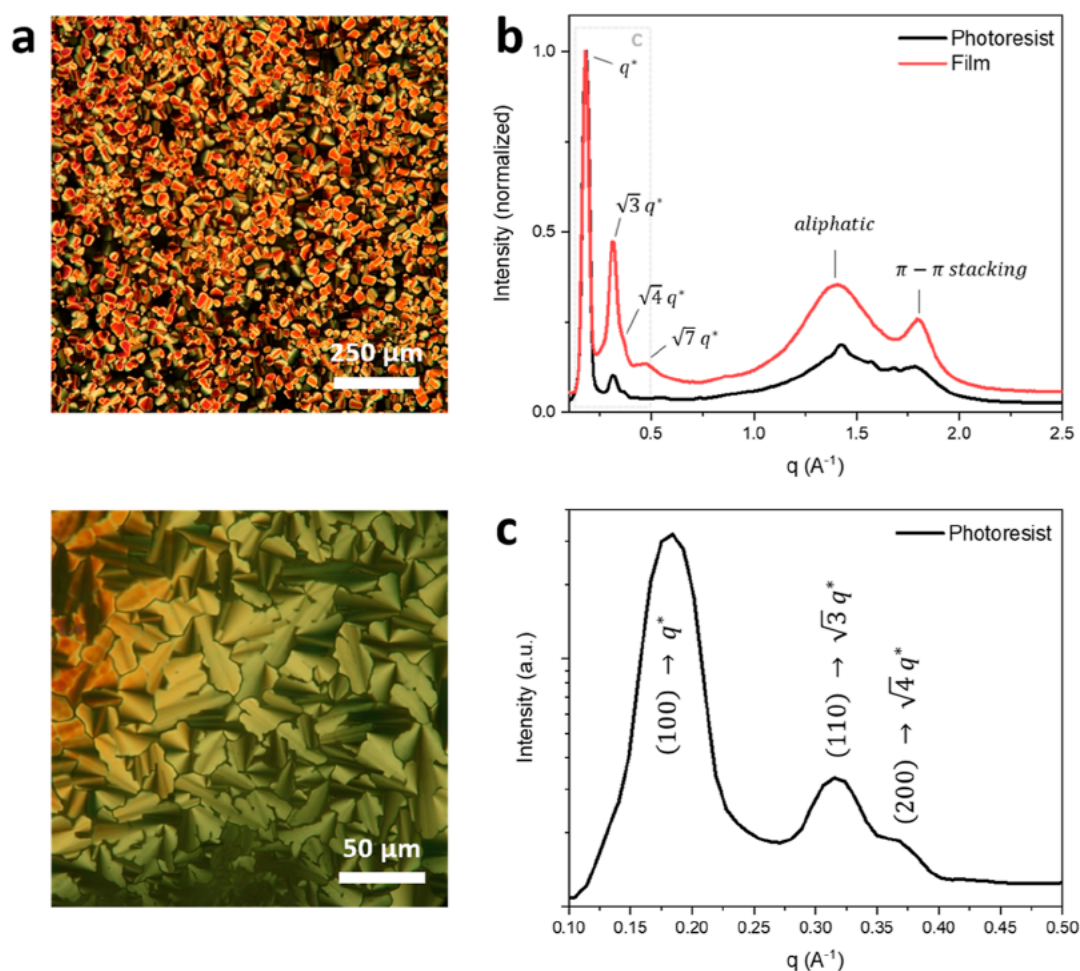 a
250 μm
50 μm
b
c
Photoresist
Film
q*
√3 q*
√4 q*
√7 q*
aliphatic
π − π stacking
Intensity (normalized)
1.0
0.5
0.0
0.5
1.0
1.5
2.0
2.5
q (A⁻¹)
c
Photoresist
(100) → q*
(110) → √3 q*
(200) → √4 q*
Intensity (a.u.)
0.10
0.15
0.20
0.25
0.30
0.35
0.40
0.45
0.50
q (A⁻¹)